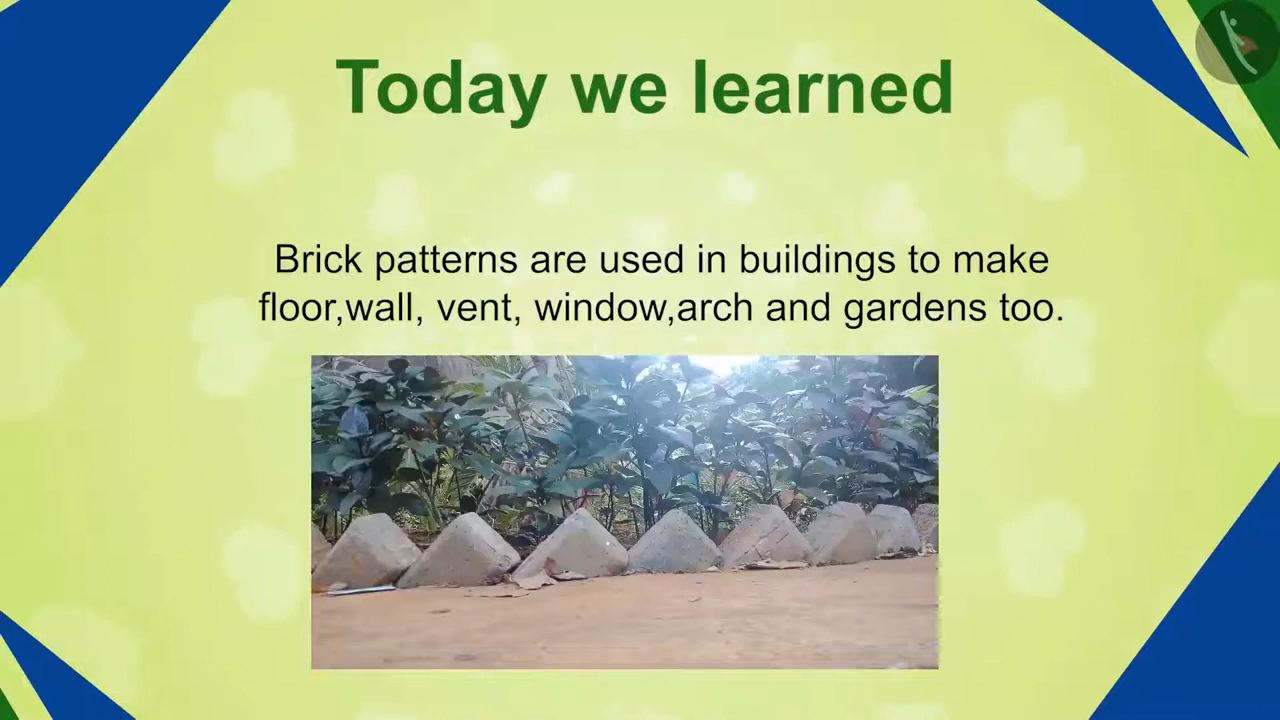 Today we learned
Brick patterns are used in buildings to make
floor,wall, vent, window,arch and gardens too.